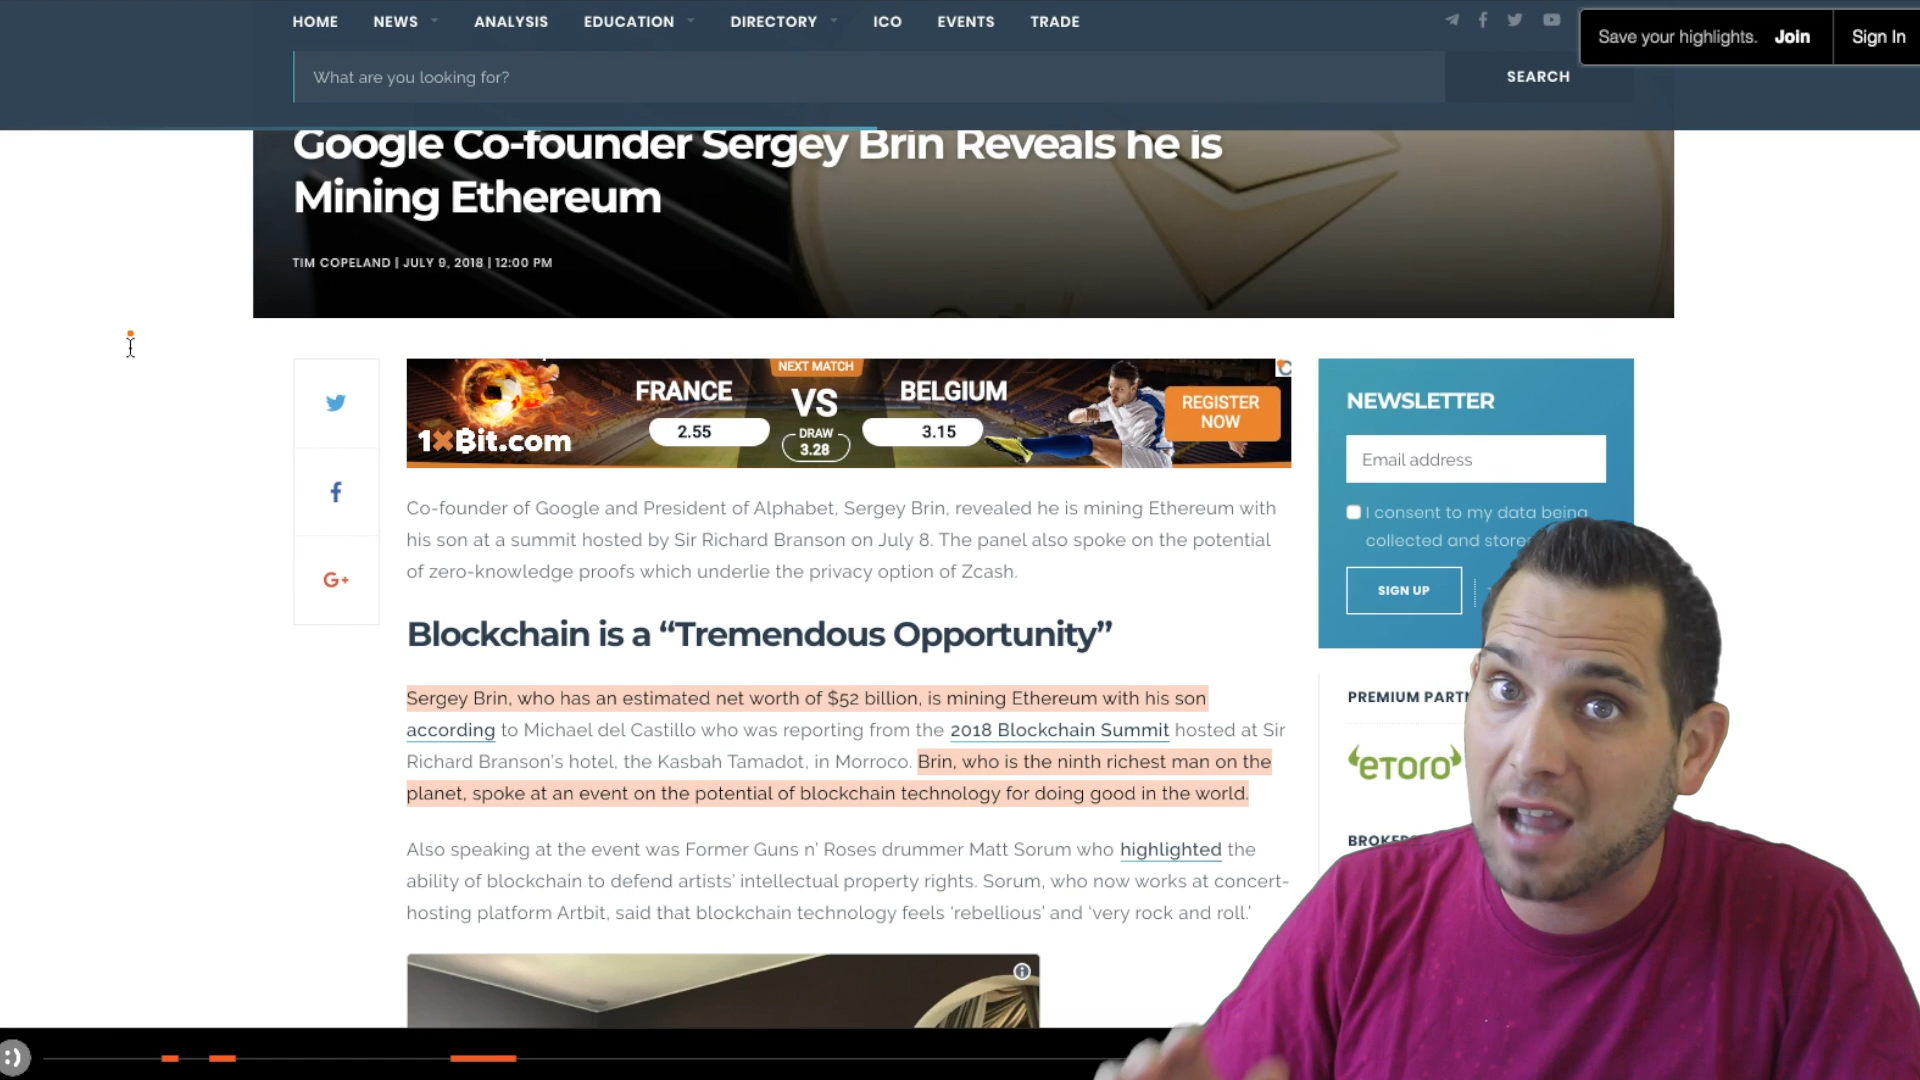 HOME NEWS ANALYSIS EDUCATION DIRECTORY ICO EVENTS TRADE
Save your highlights. Join Sign In
What are you looking for? SEARCH
Google Co-founder Sergey Brin Reveals he is
Mining Ethereum
TIM COPELAND | JULY 9, 2018 | 12:00 PM
NEXT MATCH
FRANCE VS BELGIUM
2.55 DRAW 3.28 3.15
1xBit.com
REGISTER
NOW
NEWSLETTER
Email address
I consent to my data being
collected and store
SIGN UP
Co-founder of Google and President of Alphabet, Sergey Brin, revealed he is mining Ethereum with
his son at a summit hosted by Sir Richard Branson on July 8. The panel also spoke on the potential
of zero-knowledge proofs which underlie the privacy option of Zcash.
Blockchain is a “Tremendous Opportunity”
Sergey Brin, who has an estimated net worth of $52 billion, is mining Ethereum with his son
according to Michael del Castillo who was reporting from the 2018 Blockchain Summit hosted at Sir
Richard Branson's hotel, the Kasbah Tamadot, in Morroco. Brin, who is the ninth richest man on the
planet, spoke at an event on the potential of blockchain technology for doing good in the world.
Also speaking at the event was Former Guns n' Roses drummer Matt Sorum who highlighted the
ability of blockchain to defend artists' intellectual property rights. Sorum, who now works at concert-
hosting platform Artbit, said that blockchain technology feels 'rebellious' and 'very rock and roll.'
G+
PREMIUM PARTN
eToro
BROKERS